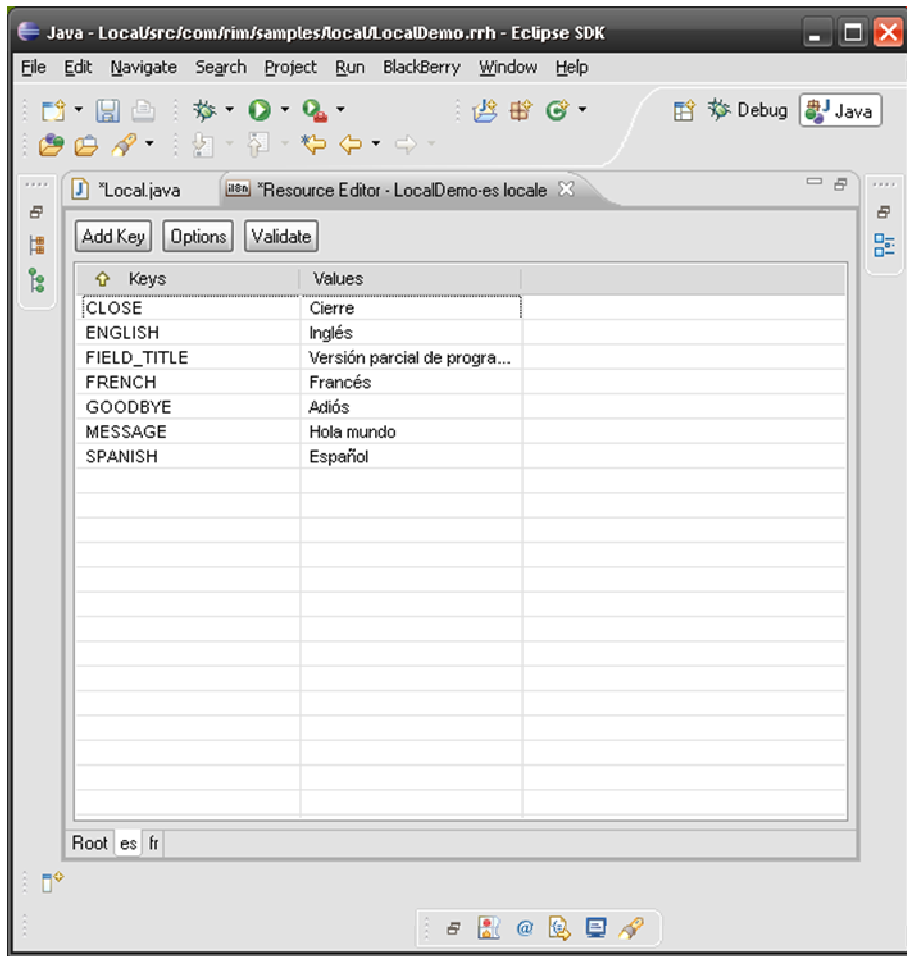 Java - Local/src/com/rim/samples/local/LocalDemo.rrh - Eclipse SDK
File Edit Navigate Search Project Run BlackBerry Window Help
Debug Java
*Local.java *Resource Editor - LocalDemo-es locale
Add Key Options Validate
Keys Values
CLOSE Cierre
ENGLISH Inglés
FIELD_TITLE Versión parcial de progra...
FRENCH Francés
GOODBYE Adiós
MESSAGE Hola mundo
SPANISH Español
Root es fr